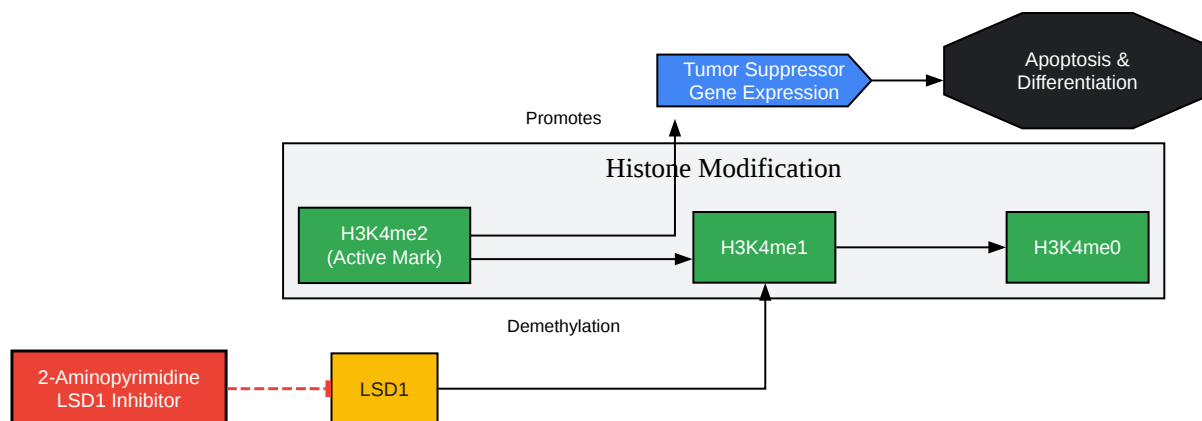 Apoptosis &
Differentiation
Tumor Suppressor
Gene Expression
Promotes
Histone Modification
H3K4me2
(Active Mark)
H3K4me1
H3K4me0
Demethylation
2-Aminopyrimidine
LSD1 Inhibitor
LSD1